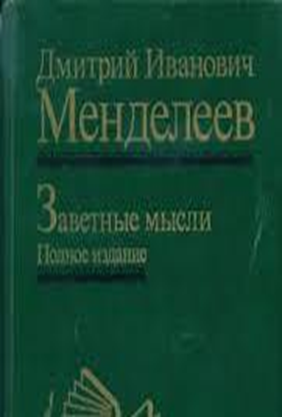 Дмитрий Иванович
Менделеев
Заветные мысли
Полное издание